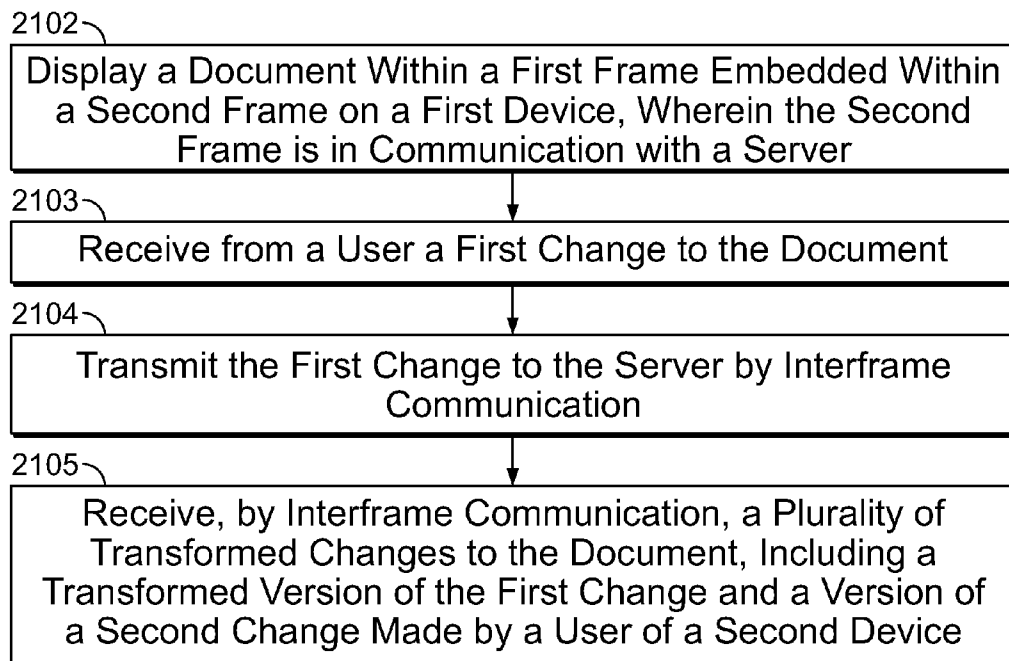 2102
Display a Document Within a First Frame Embedded Within
a Second Frame on a First Device, Wherein the Second
Frame is in Communication with a Server
2103
Receive from a User a First Change to the Document
2104
Transmit the First Change to the Server by Interframe
Communication
2105
Receive, by Interframe Communication, a Plurality of
Transformed Changes to the Document, Including a
Transformed Version of the First Change and a Version of
a Second Change Made by a User of a Second Device